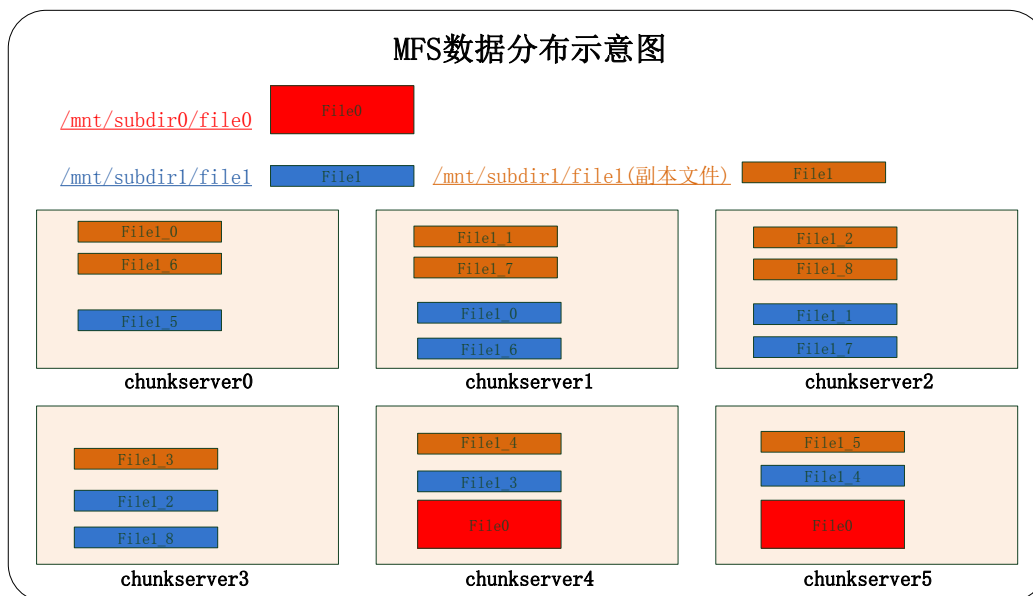 MFS数据分布示意图
/mnt/subdir0/file0
File0
/mnt/subdir1/file1
File1
/mnt/subdir1/file1(副本文件)
File1
File1_0
File1_6
File1_5
chunkserver0
File1_1
File1_7
File1_0
File1_6
chunkserver1
File1_2
File1_8
File1_1
File1_7
chunkserver2
File1_3
File1_2
File1_8
chunkserver3
File1_4
File1_3
File0
chunkserver4
File1_5
File1_4
File0
chunkserver5